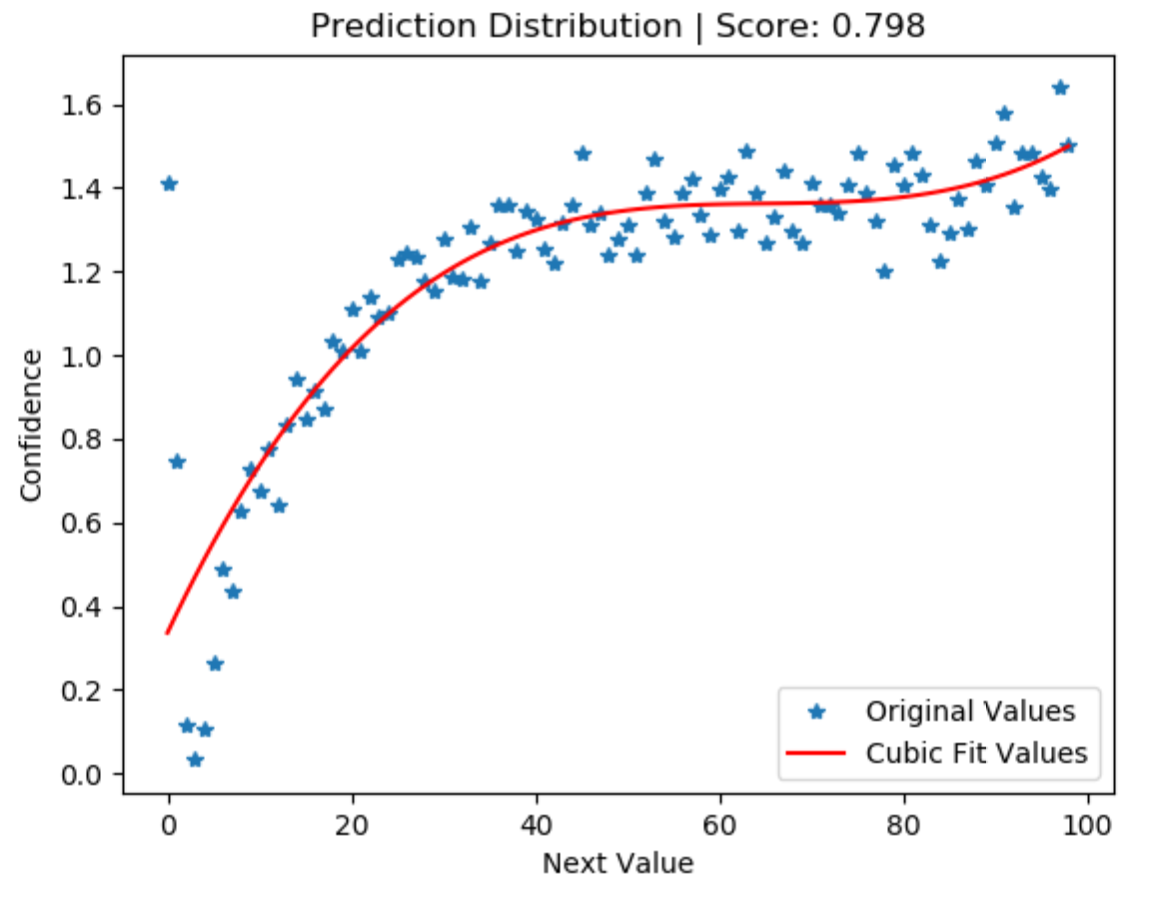 Prediction Distribution | Score: 0.798
1.6
1.4
1.2
1.0
0.8
0.6
0.4
0.2
0.0
Confidence
Original Values
Cubic Fit Values
0 20 40 60 80 100
Next Value